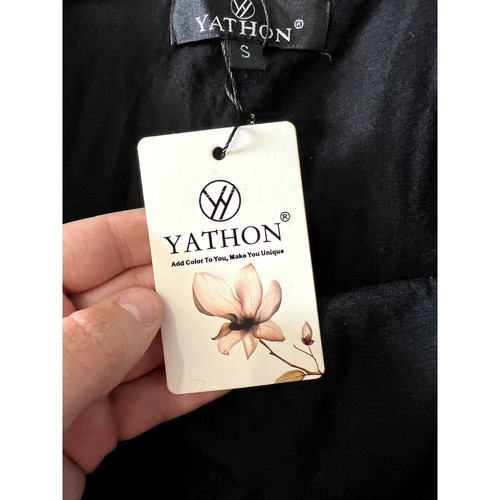 YATHON®
S
YATHON®
Add Color To You, Make You Unique